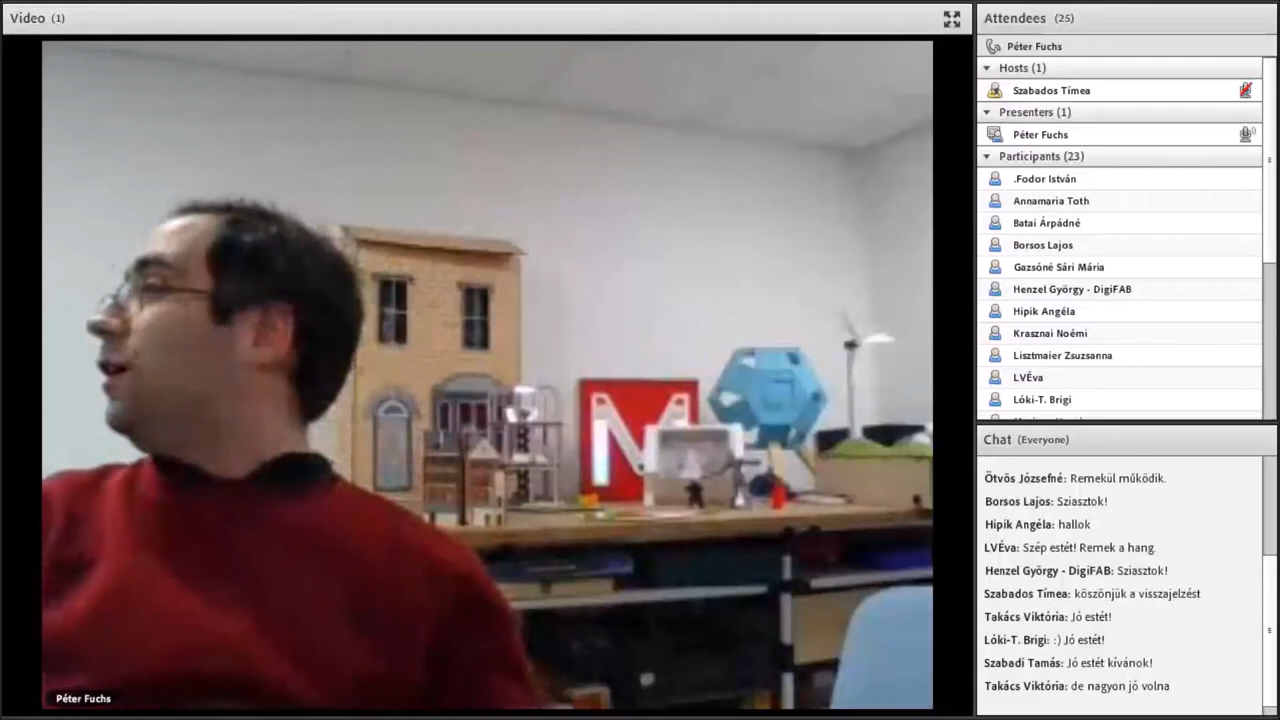 Video (1)
M
Péter Fuchs
Attendees (25)
Péter Fuchs
Hosts (1)
Szabados Tímea
Presenters (1)
Péter Fuchs
Participants (23)
.Fodor István
Annamaria Toth
Batai Árpádné
Borsos Lajos
Gazsóné Sári Mária
Henzel György - DigiFAB
Hipik Angéla
Krasznai Noémi
Lisztmaier Zsuzsanna
LVÉva
Lóki-T. Brigi
Chat (Everyone)
Ötvös Józsefné: Remekül működik.
Borsos Lajos: Sziasztok!
Hipik Angéla: hallok
LVÉva: Szép estét! Remek a hang.
Henzel György - DigiFAB: Sziasztok!
Szabados Tímea: köszönjük a visszajelzést
Takács Viktória: Jó estét!
Lóki-T. Brigi: :) Jó estét!
Szabadi Tamás: Jó estét kívánok!
Takács Viktória: de nagyon jó volna